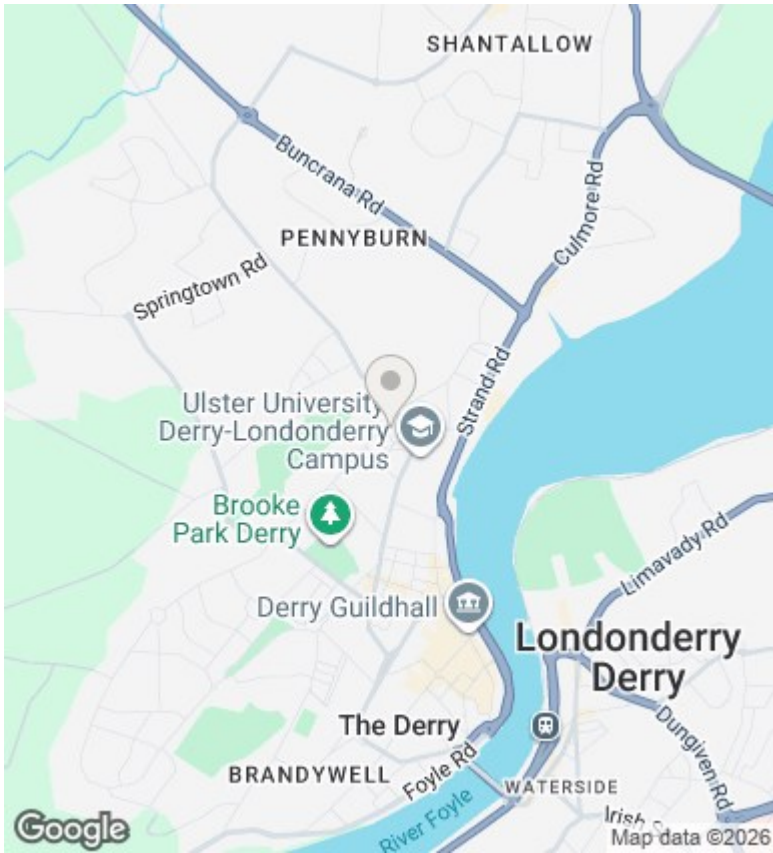 SHANTALLOW
Buncrana Rd
Culmore Rd
PENNYBURN
Springtown Rd
Strand Rd
Ulster University
Derry-Londonderry
Campus
Brooke
Park Derry
Limavady Rd
Derry Guildhall
Londonderry
Derry
The Derry
Dungiven Rd
BRANDYWELL
Foyle Rd
WATERSIDE
River Foyle
Irish
Google
Map data ©2026